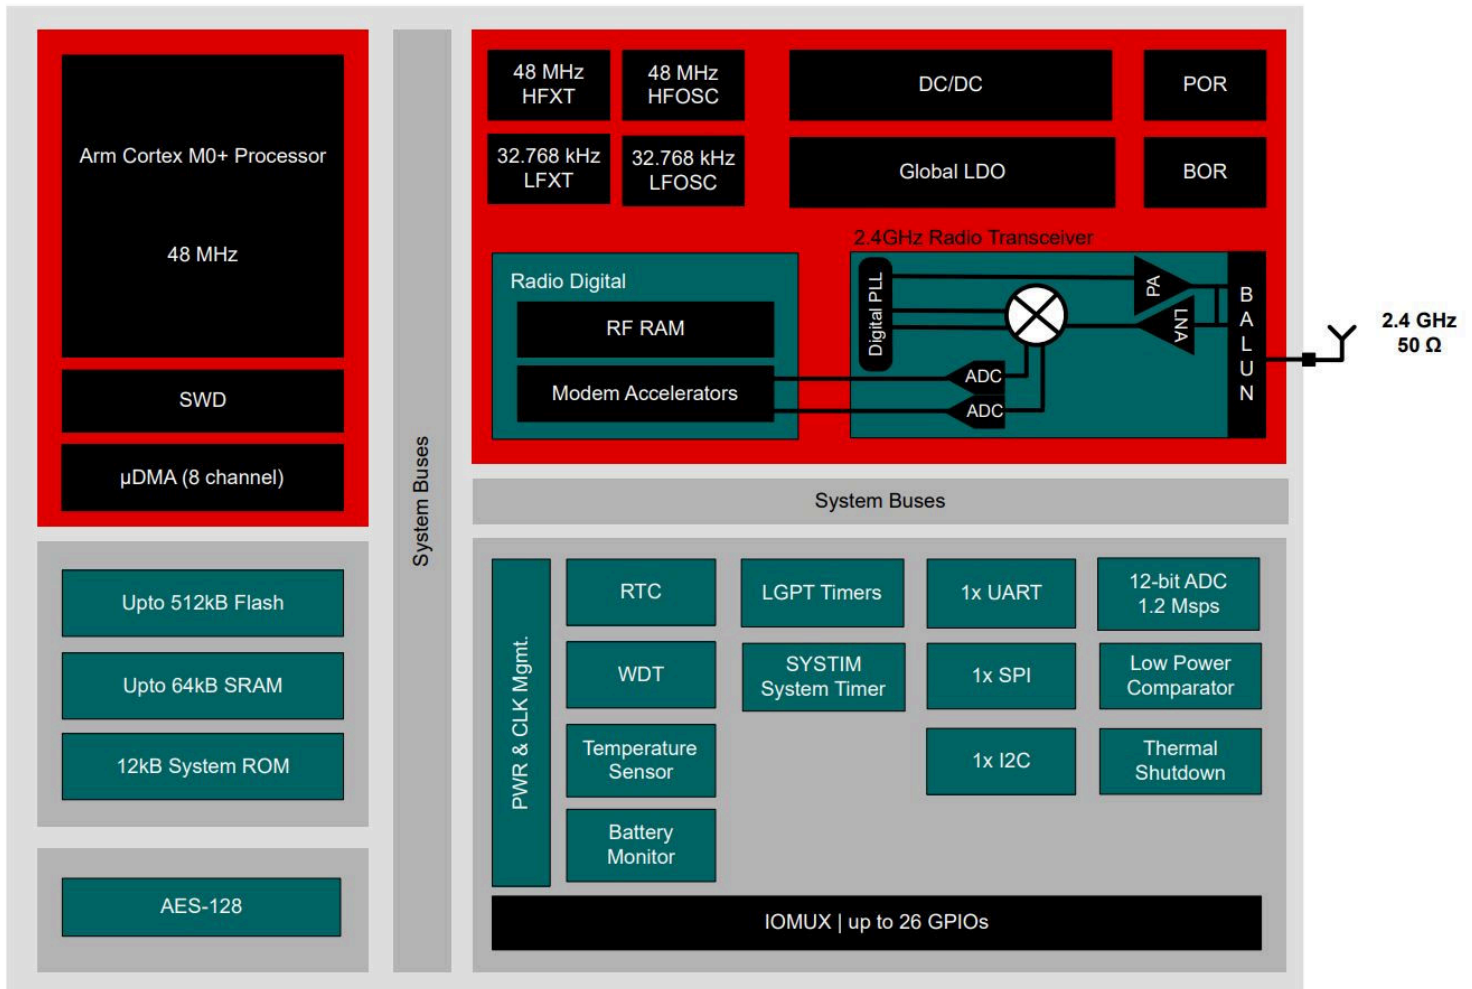 Arm Cortex M0+ Processor
48 MHz
SWD
µDMA (8 channel)
Upto 512kB Flash
Upto 64kB SRAM
12kB System ROM
AES-128
System Buses
48 MHz
HFXT
48 MHz
HFOSC
DC/DC
POR
32.768 kHz
LFXT
32.768 kHz
LFOSC
Global LDO
BOR
Radio Digital
RF RAM
Modem Accelerators
2.4GHz Radio Transceiver
Digital PLL
ADC
ADC
PA
LNA
BALUN
2.4 GHz
50 Ω
System Buses
PWR & CLK Mgmt.
RTC
WDT
Temperature
Sensor
Battery
Monitor
LGPT Timers
SYSTIM
System Timer
1x UART
1x SPI
1x I2C
12-bit ADC
1.2 Msps
Low Power
Comparator
Thermal
Shutdown
IOMUX | up to 26 GPIOs